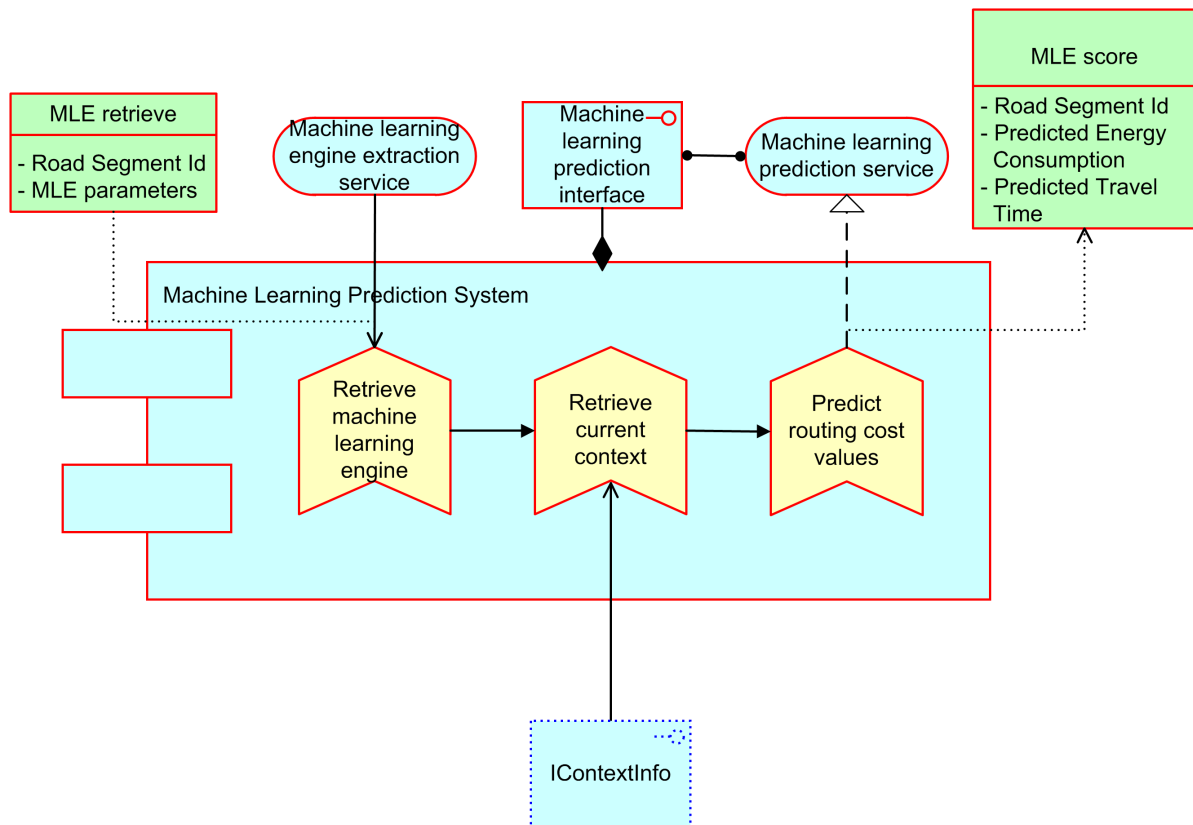 MLE score
- Road Segment Id
- Predicted Energy
Consumption
- Predicted Travel
Time
MLE retrieve
- Road Segment Id
- MLE parameters
Machine learning
engine extraction
service
Machine
learning
prediction
interface
Machine learning
prediction service
Machine Learning Prediction System
Retrieve
machine
learning
engine
Retrieve
current
context
Predict
routing cost
values
IContextInfo